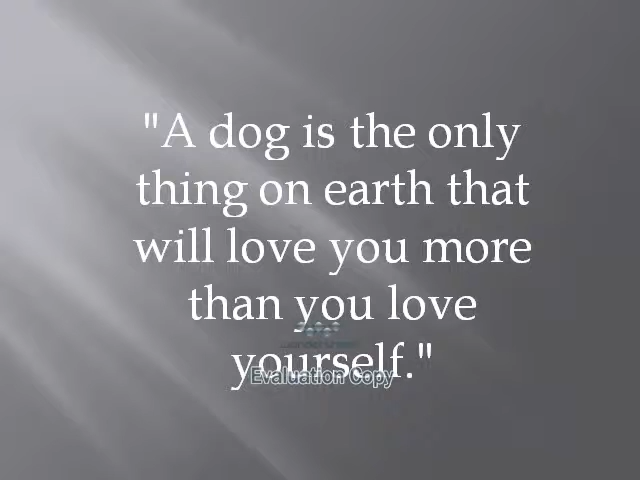 "A dog is the only
thing on earth that
will love you more
than you love
yourself."
Evaluation Copy